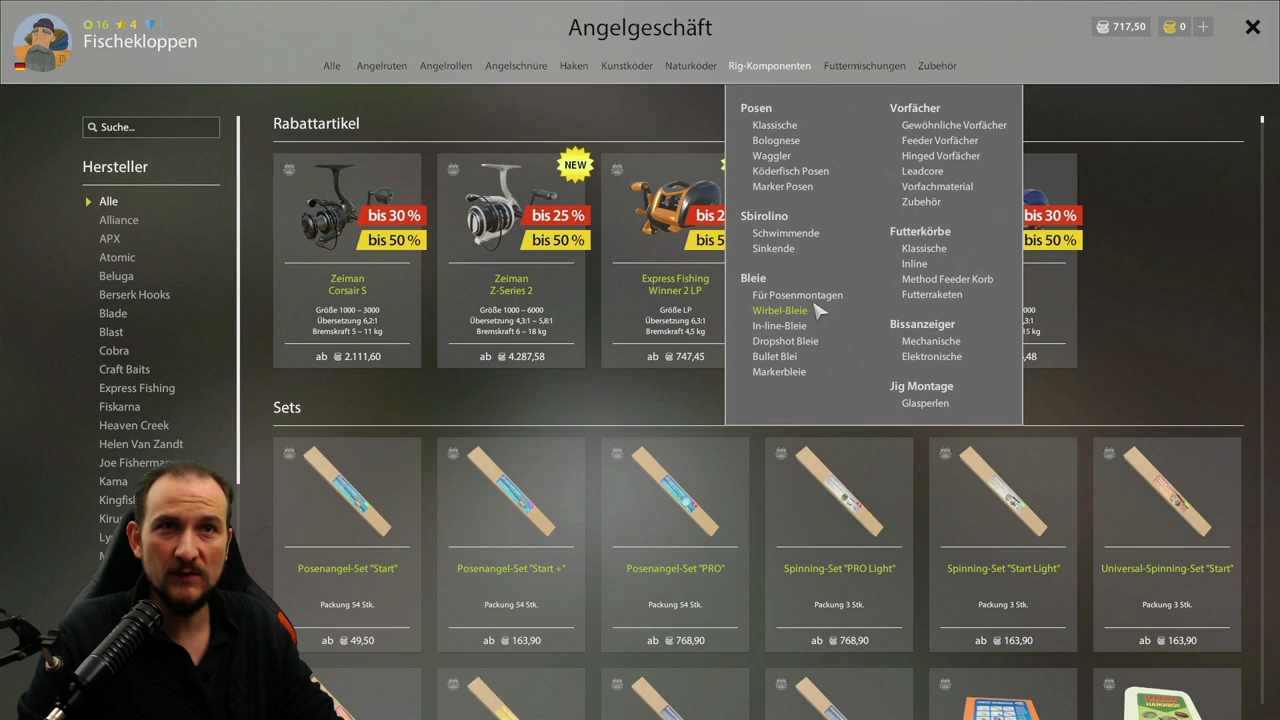 16 4 1
Fischekloppen
Angelgeschäft
717,50 0
Alle Angelruten Angelrollen Angelschnüre Haken Kunstköder Naturköder Rig-Komponenten Futtermischungen Zubehör
Suche...
Hersteller
Alle
Alliance
APX
Atomic
Beluga
Berserk Hooks
Blade
Blast
Cobra
Craft Baits
Express Fishing
Fiskarna
Heaven Creek
Helen Van Zandt
Joe Fisherman
Kama
Kingfis
Kirus
Ly
M
Rabattartikel
bis 30 %
bis 50 %
Zeiman
Corsair S
Größe 1000 – 3000
Übersetzung 6,2:1
Bremskraft 5 – 11 kg
ab 2.111,60
NEW
bis 25 %
bis 50 %
Zeiman
Z-Series 2
Größe 1000 – 6000
Übersetzung 4,3:1 – 5,8:1
Bremskraft 6 – 18 kg
ab 4.287,58
bis 2
bis 5
Express Fishing
Winner 2 LP
Größe LP
Übersetzung 6,3:1
Bremskraft 4,5 kg
ab 747,45
bis 30 %
bis 50 %
:1
15 kg
,48
Posen
Klassische
Bolognese
Waggler
Köderfisch Posen
Marker Posen
Sbirolino
Schwimmende
Sinkende
Bleie
Für Posenmontagen
Wirbel-Bleie
In-line-Bleie
Dropshot Bleie
Bullet Blei
Markerbleie
Vorfächer
Gewöhnliche Vorfächer
Feeder Vorfächer
Hinged Vorfächer
Leadcore
Vorfachmaterial
Zubehör
Futterkörbe
Klassische
Inline
Method Feeder Korb
Futterraketen
Bissanzeiger
Mechanische
Elektronische
Jig Montage
Glasperlen
Sets
Posenangel-Set "Start"
Packung 54 Stk.
ab 49,50
Posenangel-Set "Start +"
Packung 54 Stk.
ab 163,90
Posenangel-Set "PRO"
Packung 54 Stk.
ab 768,90
Spinning-Set "PRO Light"
Packung 3 Stk.
ab 768,90
Spinning-Set "Start Light"
Packung 3 Stk.
ab 163,90
Universal-Spinning-Set "Start"
Packung 3 Stk.
ab 163,90